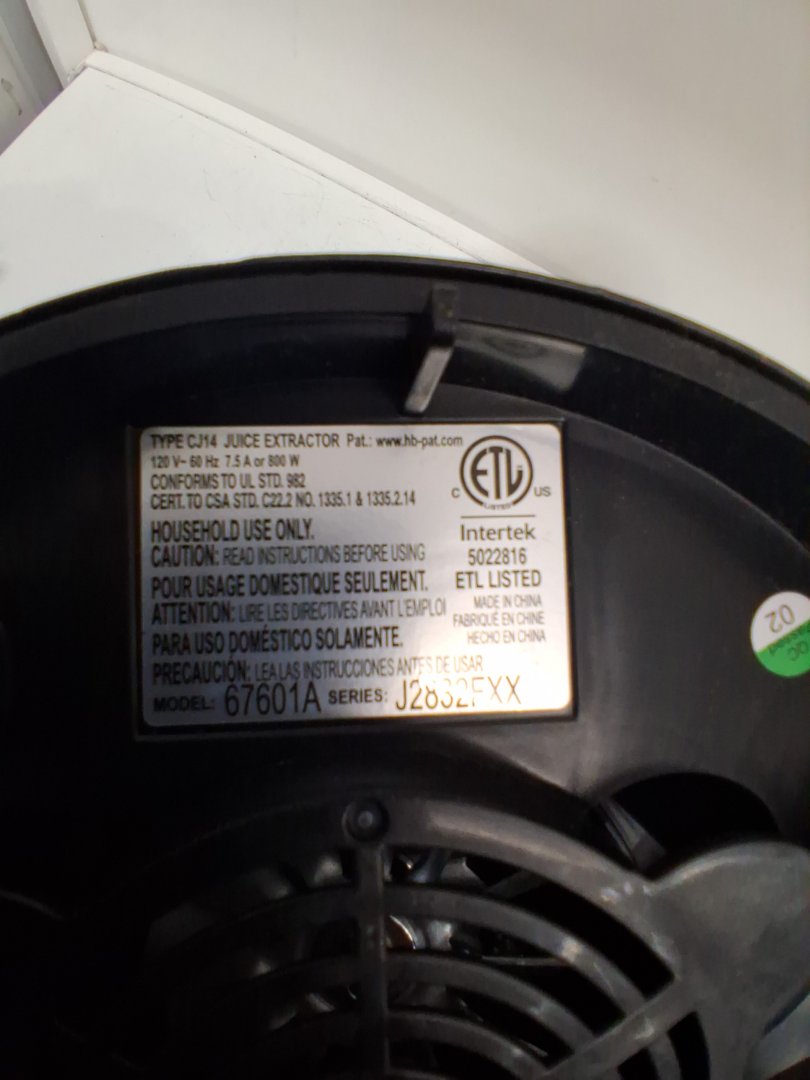 TYPE CJ14 JUICE EXTRACTOR Pat.: www.hb-pat.com
120 V~ 60 Hz 7.5 A or 800 W
CONFORMS TO UL STD. 982
CERT. TO CSA STD. C22.2 NO. 1335.1 & 1335.2.14
HOUSEHOLD USE ONLY.
CAUTION: READ INSTRUCTIONS BEFORE USING
POUR USAGE DOMESTIQUE SEULEMENT.
ATTENTION: LIRE LES DIRECTIVES AVANT L'EMPLOI
PARA USO DOMÉSTICO SOLAMENTE.
PRECAUCIÓN: LEA LAS INSTRUCCIONES ANTES DE USAR
MODEL: 67601A SERIES: J2832FXX
ETL
LISTED
C US
Intertek
5022816
ETL LISTED
MADE IN CHINA
FABRIQUÉ EN CHINE
HECHO EN CHINA
02
QC